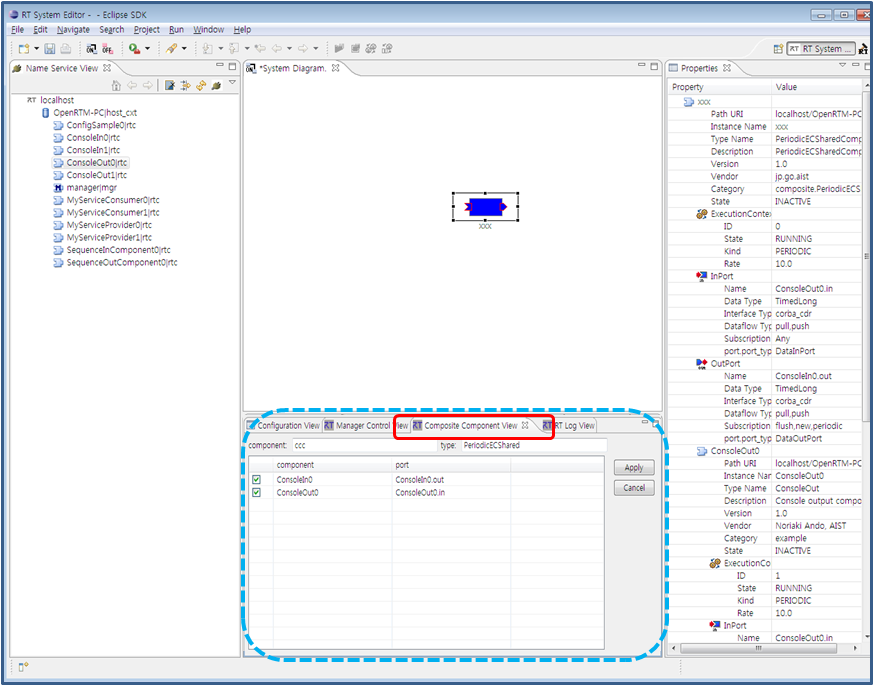 RT System Editor - - Eclipse SDK
File Edit Navigate Search Project Run Window Help
RT System ...
Name Service View
localhost
OpenRTM-PC|host_cxt
ConfigSample0|rtc
ConsoleIn0|rtc
ConsoleIn1|rtc
ConsoleOut0|rtc
ConsoleOut1|rtc
manager|mgr
MyServiceConsumer0|rtc
MyServiceConsumer1|rtc
MyServiceProvider0|rtc
MyServiceProvider1|rtc
SequenceInComponent0|rtc
SequenceOutComponent0|rtc
*System Diagram.
xxx
Configuration View Manager Control View Composite Component View RT Log View
component: ccc type: PeriodicECShared
component port
ConsoleIn0 ConsoleIn0.out
ConsoleOut0 ConsoleOut0.in
Apply
Cancel
Properties
Property Value
xxx
Path URI localhost/OpenRTM-PC
Instance Name xxx
Type Name PeriodicECSharedComp
Description PeriodicECSharedComp
Version 1.0
Vendor jp.go.aist
Category composite.PeriodicECS
State INACTIVE
ExecutionContex
ID 0
State RUNNING
Kind PERIODIC
Rate 10.0
InPort
Name ConsoleOut0.in
Data Type TimedLong
Interface Typ corba_cdr
Dataflow Typ pull,push
Subscription Any
port.port_typ DataInPort
OutPort
Name ConsoleIn0.out
Data Type TimedLong
Interface Typ corba_cdr
Dataflow Typ pull,push
Subscription flush,new,periodic
port.port_typ DataOutPort
ConsoleOut0
Path URI localhost/OpenRTM-PC
Instance Nar ConsoleOut0
Type Name ConsoleOut
Description Console output compo
Version 1.0
Vendor Noriaki Ando, AIST
Category example
State INACTIVE
ExecutionCo
ID 1
State RUNNING
Kind PERIODIC
Rate 10.0
InPort
Name ConsoleOut0.in